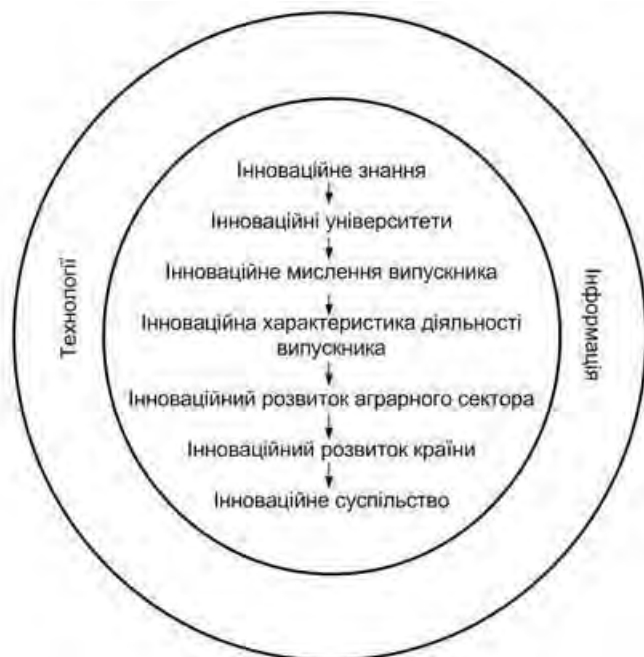 Інноваційне знання
Інноваційні університети
Інноваційне мислення випускника
Інноваційна характеристика діяльності
випускника
Інноваційний розвиток аграрного сектора
Інноваційний розвиток країни
Інноваційне суспільство
Технології
Інформація